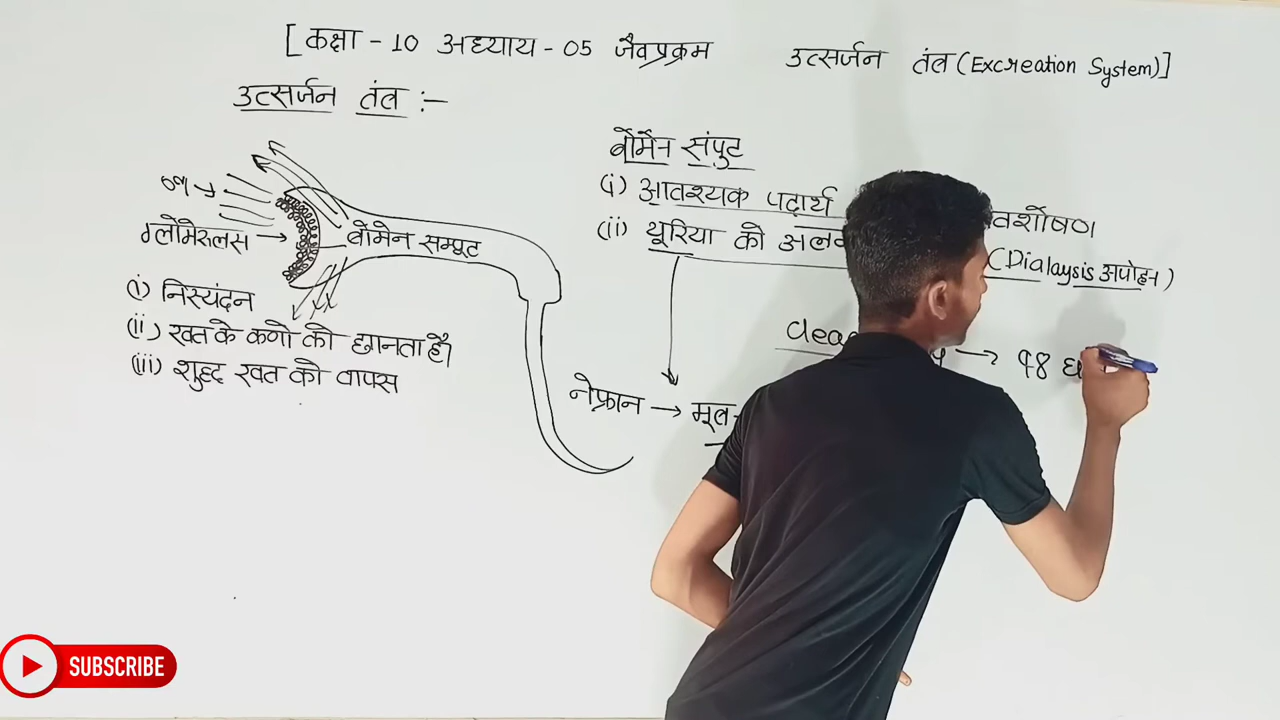 [ कक्षा - 10 अध्याय - 05 जैवप्रक्रम उत्सर्जन तंत्र (Excreation System) ]
उत्सर्जन तंत्र :-
ग्लोमेरुलस →
वोमेन सम्पूट
(i) निस्यंदन
(ii) रक्त के कणो को छानता है।
(iii) शुद्ध रक्त को वापस
वोर्मेन संपुट
(i) आवश्यक पदार्थ
(ii) यूरिया को
(Dialaysis अपोहन)
→ 48
नेफ्रान → मूत्र
SUBSCRIBE